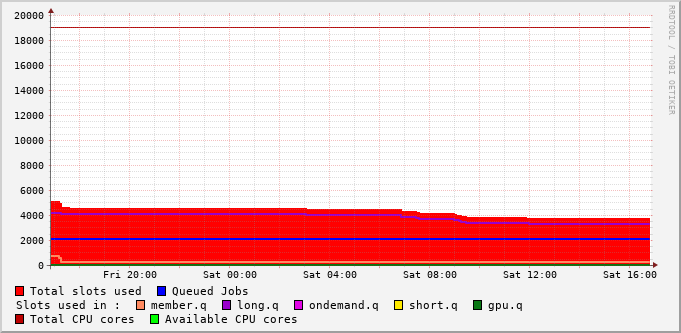 20000
18000
16000
14000
12000
10000
8000
6000
4000
2000
0
Fri 20:00 Sat 00:00 Sat 04:00 Sat 08:00 Sat 12:00 Sat 16:00
RRDTOOL / TOBI OETIKER
Total slots used Queued Jobs
Slots used in : member.q long.q ondemand.q short.q gpu.q
Total CPU cores Available CPU cores